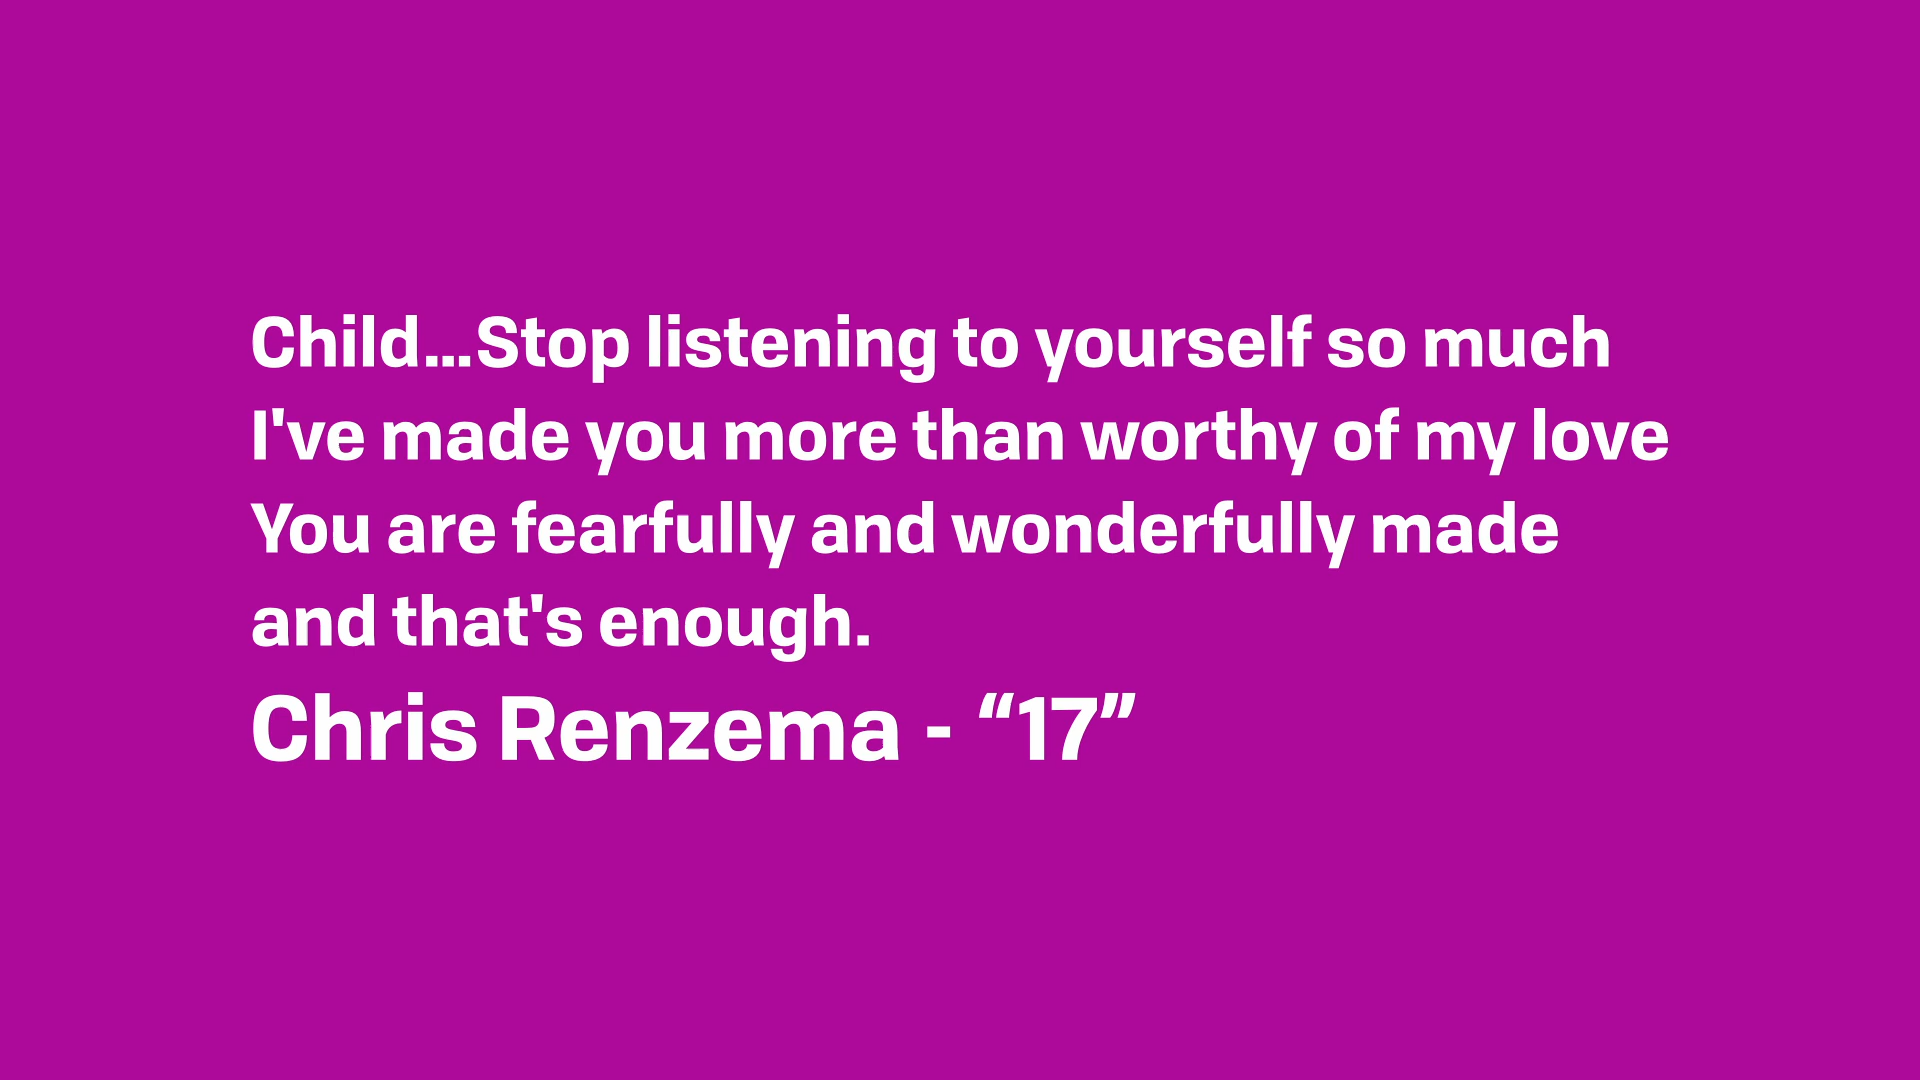 Child...Stop listening to yourself so much
I've made you more than worthy of my love
You are fearfully and wonderfully made
and that's enough.
Chris Renzema - “17”